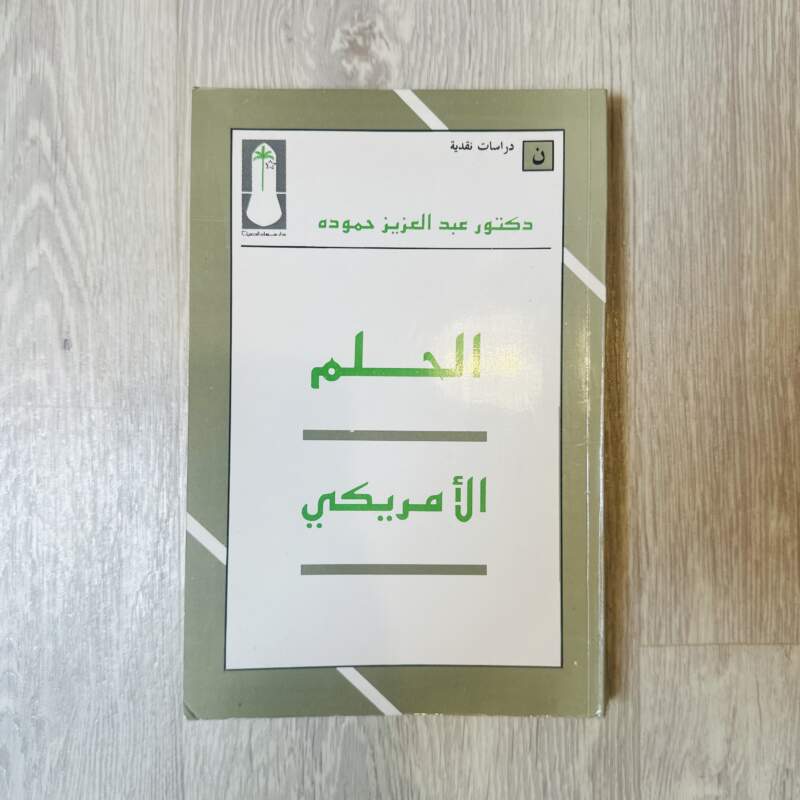 ن دراسات نقدية
دكتور عبد العزيز حموده
الحلم
الأمريكي